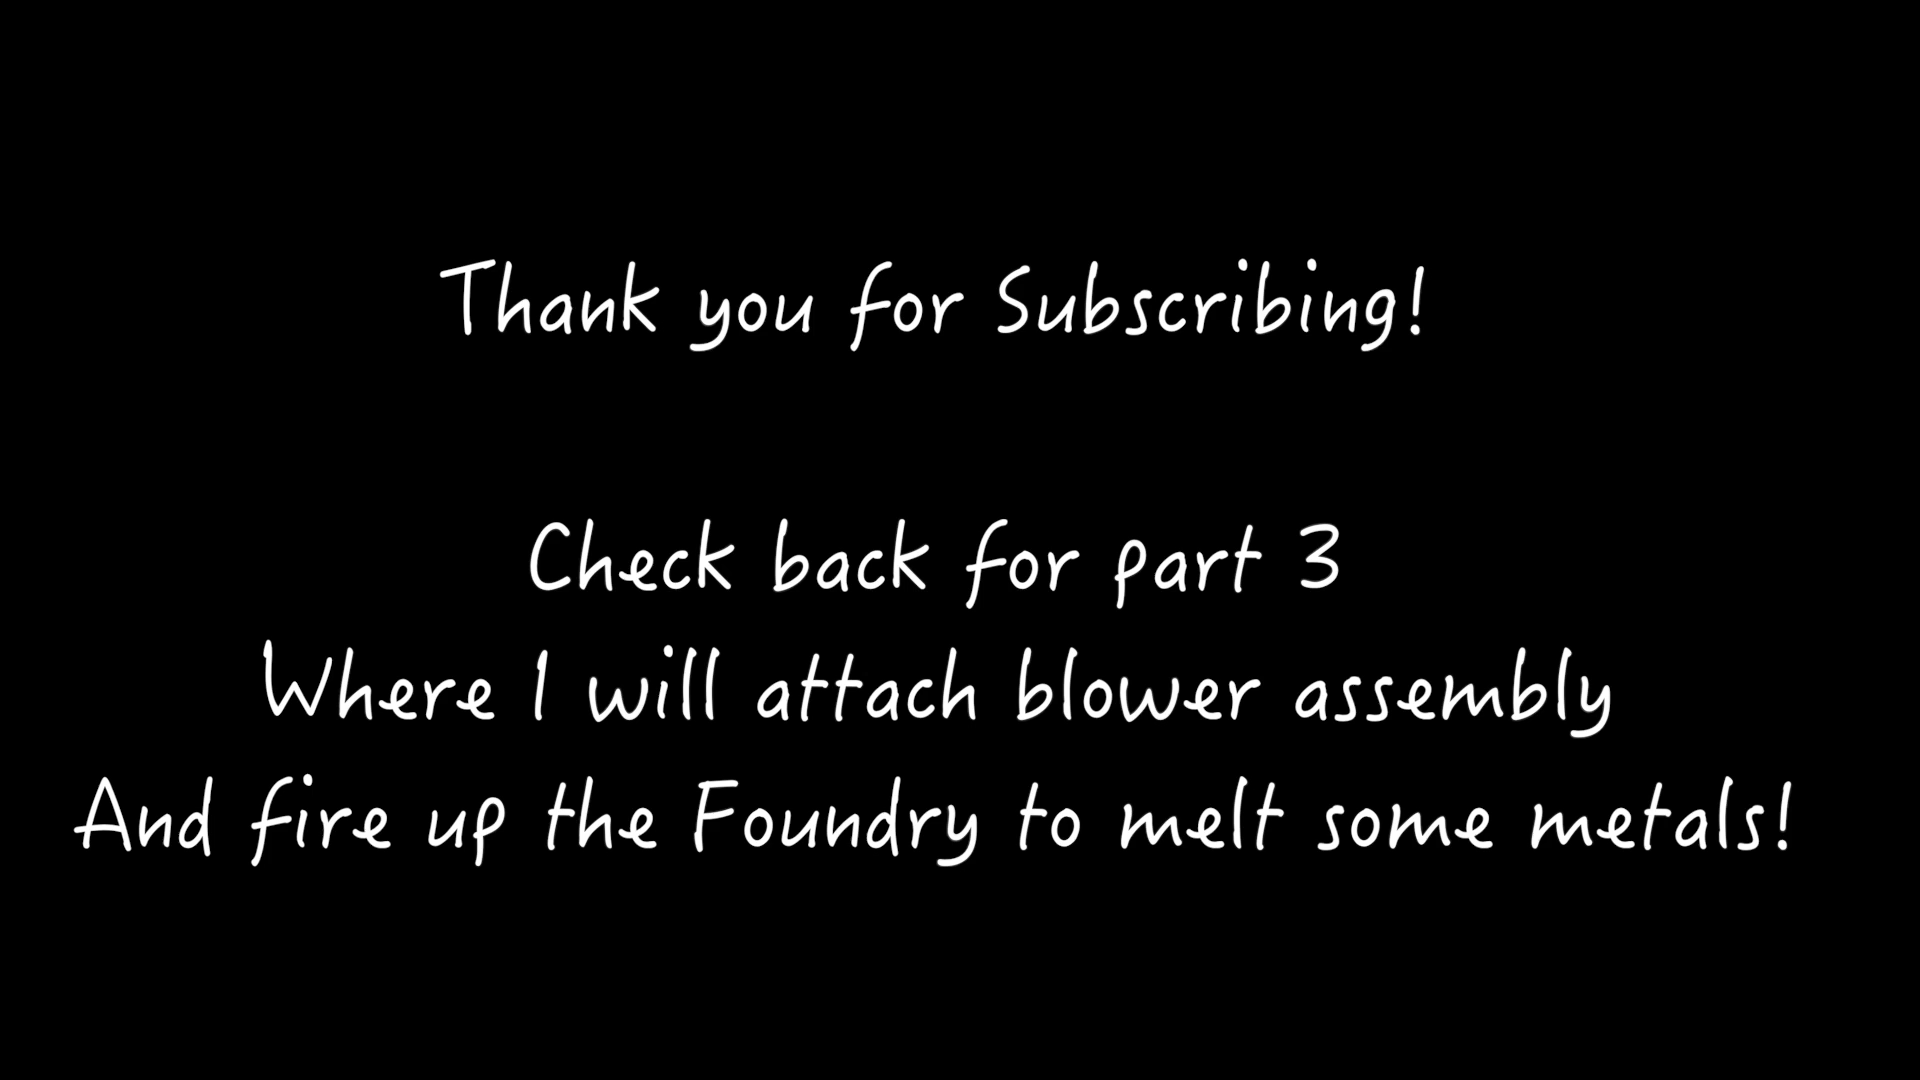 Thank you for Subscribing!
Check back for part 3
Where I will attach blower assembly
And fire up the Foundry to melt some metals!